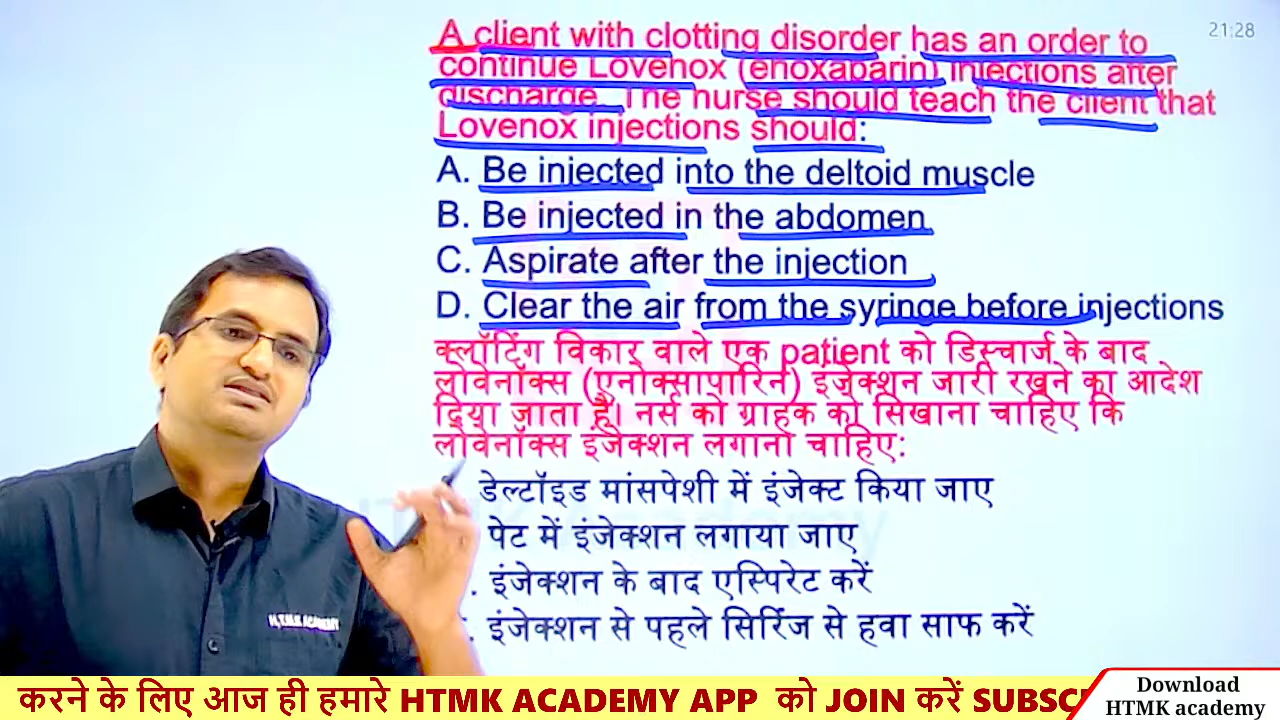 21:28
A client with clotting disorder has an order to
continue Lovenox (enoxaparin) injections after
discharge. The nurse should teach the client that
Lovenox injections should:
A. Be injected into the deltoid muscle
B. Be injected in the abdomen
C. Aspirate after the injection
D. Clear the air from the syringe before injections
क्लॉटिंग विकार वाले एक patient को डिस्चार्ज के बाद
लोवेनॉक्स (एनोक्सापारिन) इंजेक्शन जारी रखने का आदेश
दिया जाता है। नर्स को ग्राहक को सिखाना चाहिए कि
लोवेनॉक्स इंजेक्शन लगाना चाहिए:
डेल्टॉइड मांसपेशी में इंजेक्ट किया जाए
पेट में इंजेक्शन लगाया जाए
. इंजेक्शन के बाद एस्पिरेट करें
. इंजेक्शन से पहले सिरिंज से हवा साफ करें
HTMK Academy
H.T.M.K ACADEMY
करने के लिए आज ही हमारे HTMK ACADEMY APP को JOIN करें SUBSC
Download
HTMK academy